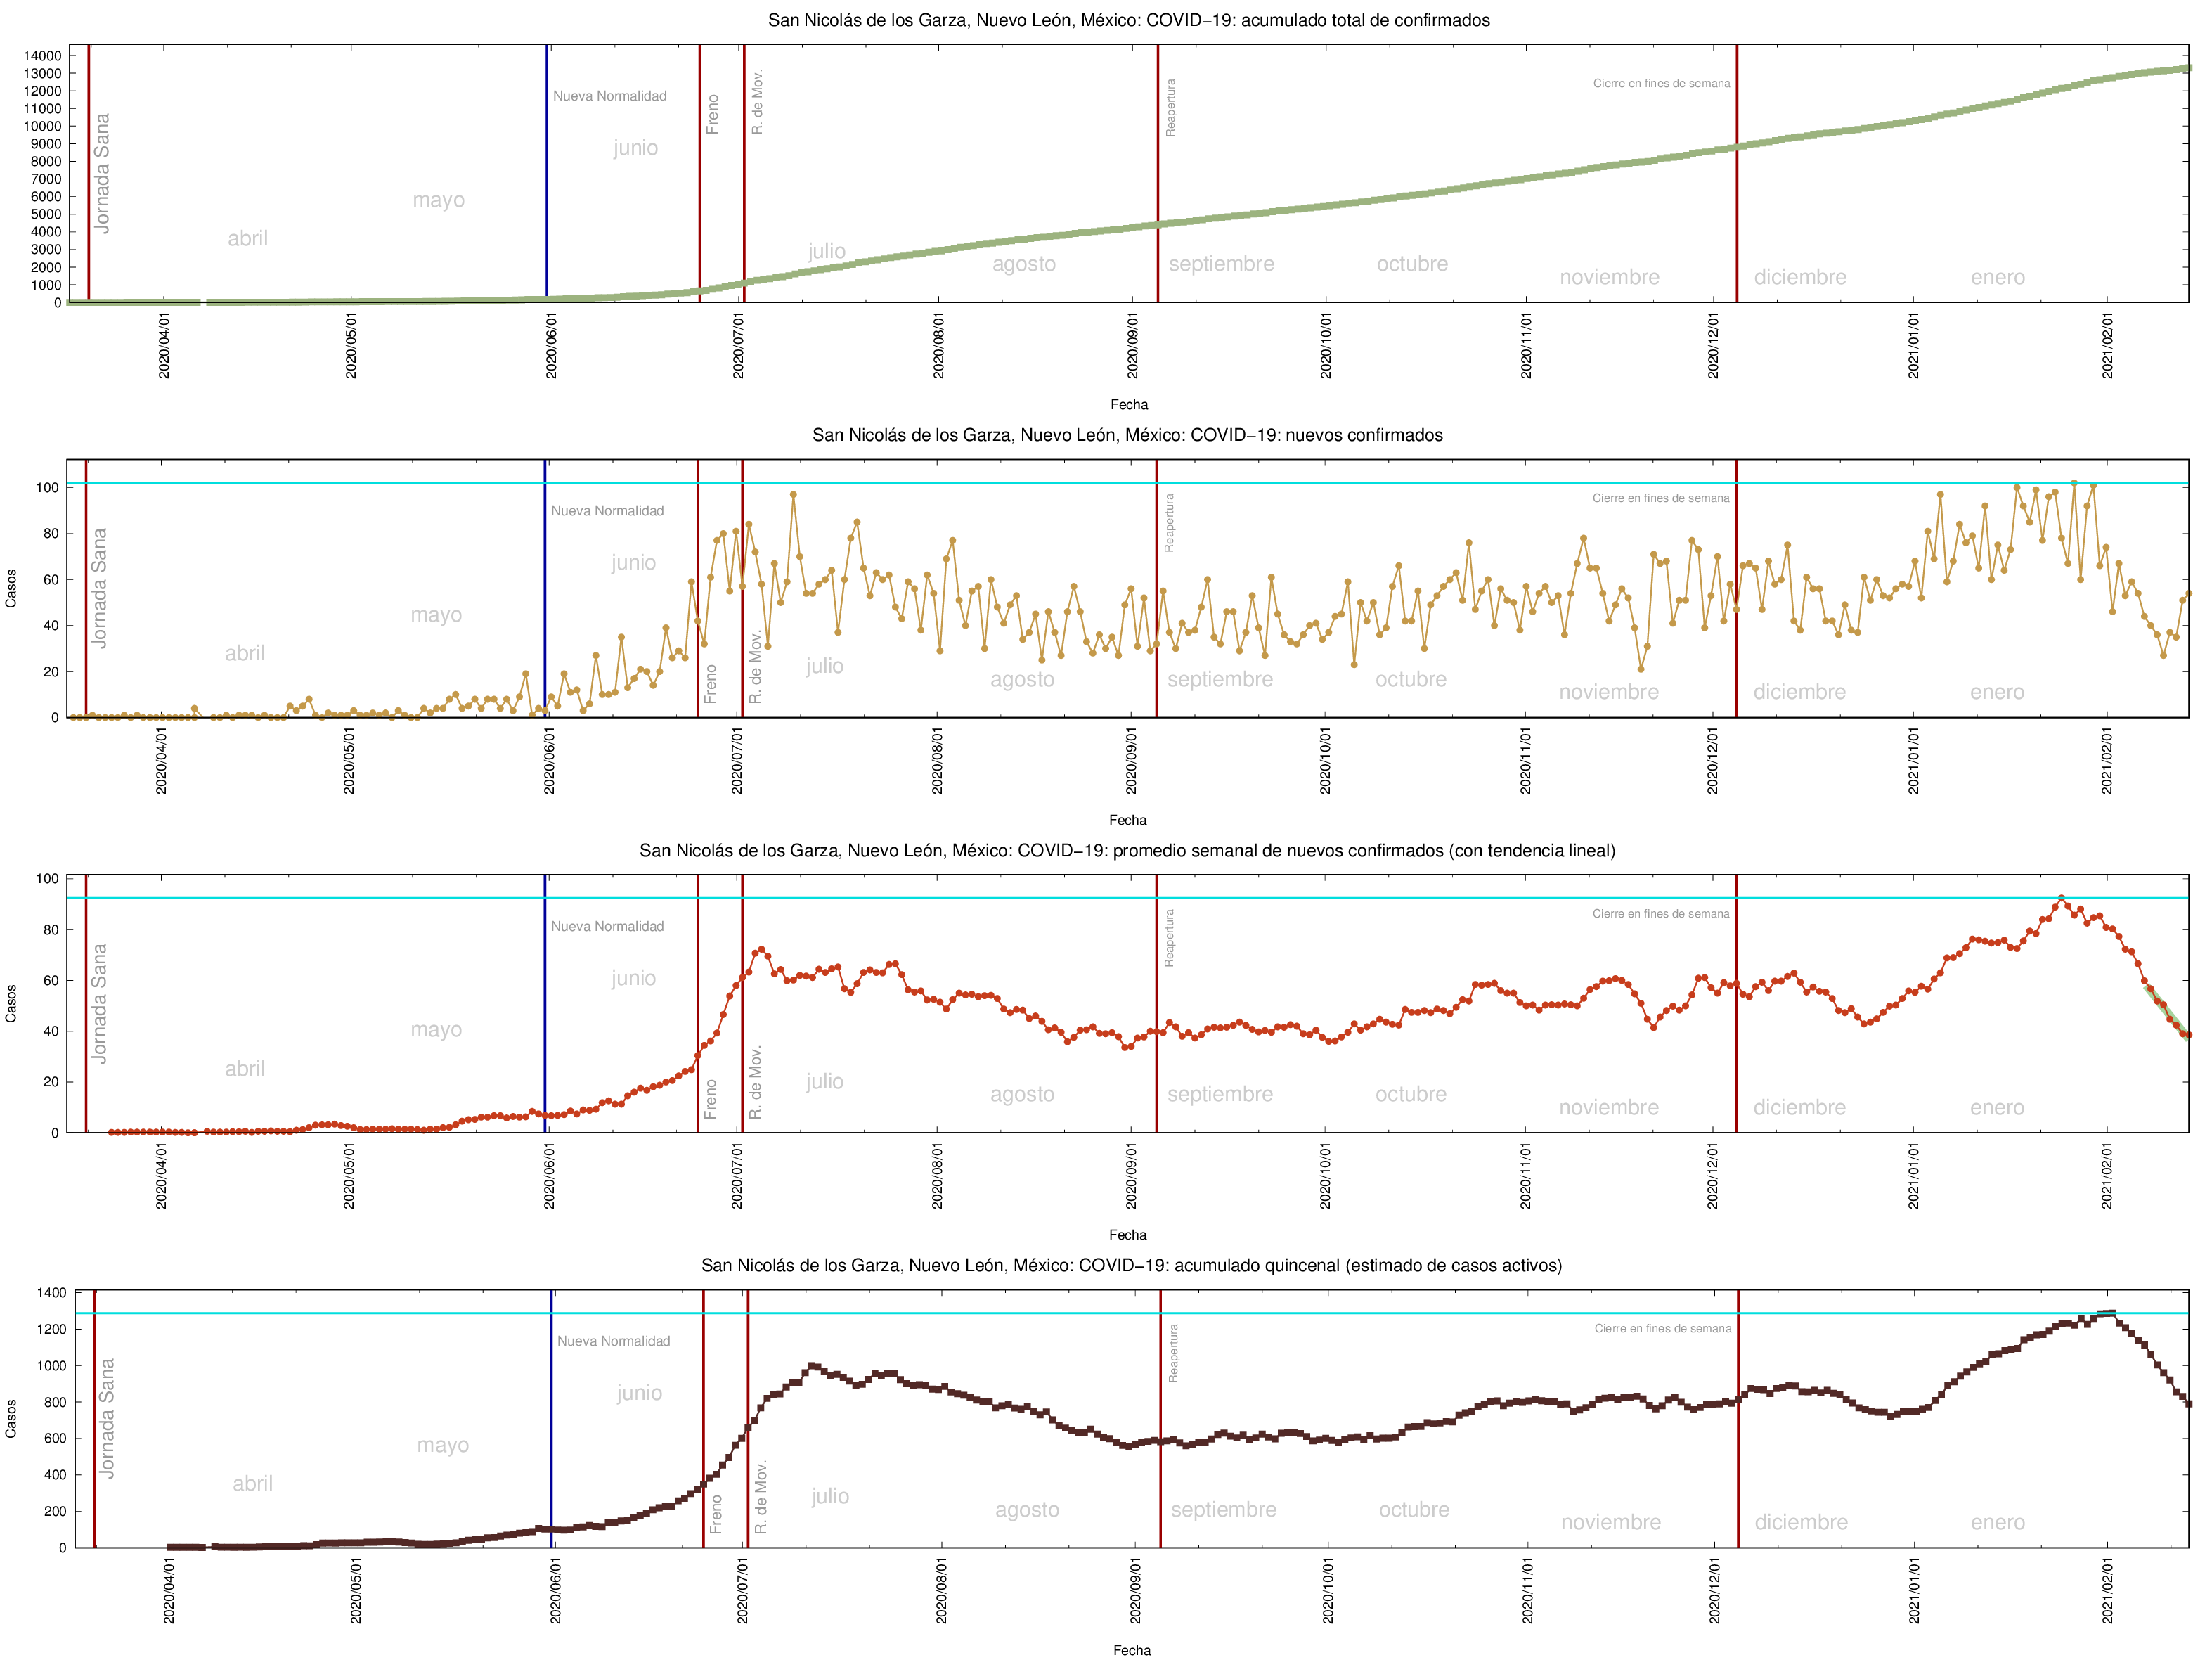 San Nicolás de los Garza, Nuevo León, México: COVID−19: acumulado total de confirmados
14000
13000
12000
11000
10000
9000
8000
7000
6000
5000
4000
3000
2000
1000
0
Jornada Sana
abril
mayo
Nueva Normalidad
junio
Freno
R. de Mov.
julio
agosto
Reapertura
septiembre
octubre
noviembre
Cierre en fines de semana
diciembre
enero
2020/04/01
2020/05/01
2020/06/01
2020/07/01
2020/08/01
2020/09/01
2020/10/01
2020/11/01
2020/12/01
2021/01/01
2021/02/01
Fecha
San Nicolás de los Garza, Nuevo León, México: COVID−19: nuevos confirmados
Casos
100
80
60
40
20
0
Jornada Sana
abril
mayo
Nueva Normalidad
junio
Freno
R. de Mov.
julio
agosto
Reapertura
septiembre
octubre
noviembre
Cierre en fines de semana
diciembre
enero
2020/04/01
2020/05/01
2020/06/01
2020/07/01
2020/08/01
2020/09/01
2020/10/01
2020/11/01
2020/12/01
2021/01/01
2021/02/01
Fecha
San Nicolás de los Garza, Nuevo León, México: COVID−19: promedio semanal de nuevos confirmados (con tendencia lineal)
Casos
100
80
60
40
20
0
Jornada Sana
abril
mayo
Nueva Normalidad
junio
Freno
R. de Mov.
julio
agosto
Reapertura
septiembre
octubre
noviembre
Cierre en fines de semana
diciembre
enero
2020/04/01
2020/05/01
2020/06/01
2020/07/01
2020/08/01
2020/09/01
2020/10/01
2020/11/01
2020/12/01
2021/01/01
2021/02/01
Fecha
San Nicolás de los Garza, Nuevo León, México: COVID−19: acumulado quincenal (estimado de casos activos)
Casos
1400
1200
1000
800
600
400
200
0
Jornada Sana
abril
mayo
Nueva Normalidad
junio
Freno
R. de Mov.
julio
agosto
Reapertura
septiembre
octubre
noviembre
Cierre en fines de semana
diciembre
enero
2020/04/01
2020/05/01
2020/06/01
2020/07/01
2020/08/01
2020/09/01
2020/10/01
2020/11/01
2020/12/01
2021/01/01
2021/02/01
Fecha